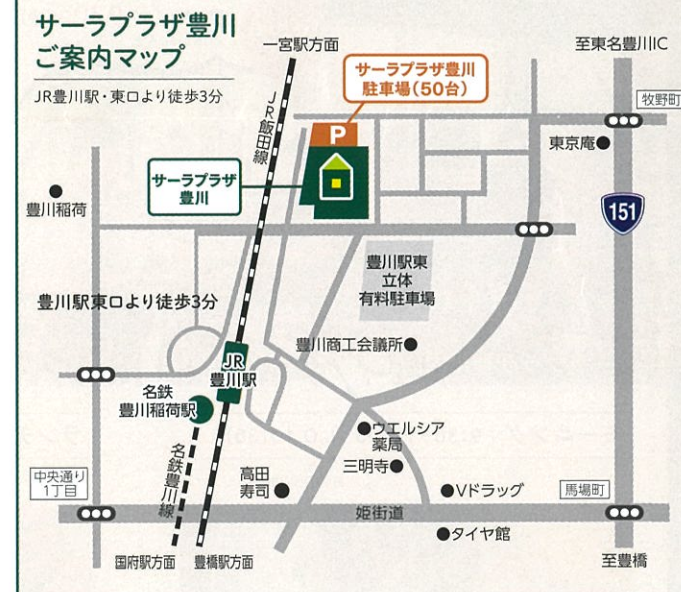 サーラプラザ豊川
ご案内マップ
JR豊川駅・東口より徒歩3分
一宮駅方面
至東名豊川IC
サーラプラザ豊川
駐車場(50台)
牧野町
P
JR飯田線
東京庵
サーラプラザ
豊川
豊川稲荷
151
豊川駅東
立体
有料駐車場
豊川駅東口より徒歩3分
豊川商工会議所
JR
豊川駅
名鉄
豊川稲荷駅
ウエルシア
薬局
名鉄豊川線
三明寺
高田
寿司
中央通り
1丁目
Vドラッグ
馬場町
姫街道
タイヤ館
国府駅方面
豊橋駅方面
至豊橋